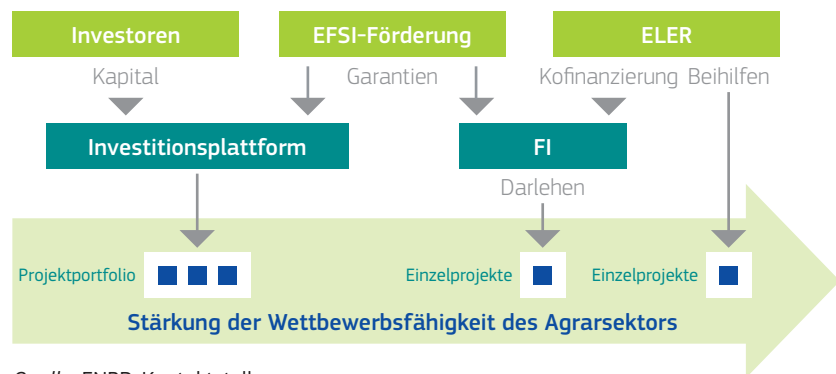 Investoren
EFSI-Förderung
ELER
Kapital
Garantien
Kofinanzierung
Beihilfen
Investitionsplattform
FI
Darlehen
Projektportfolio
Einzelprojekte
Einzelprojekte
Stärkung der Wettbewerbsfähigkeit des Agrarsektors